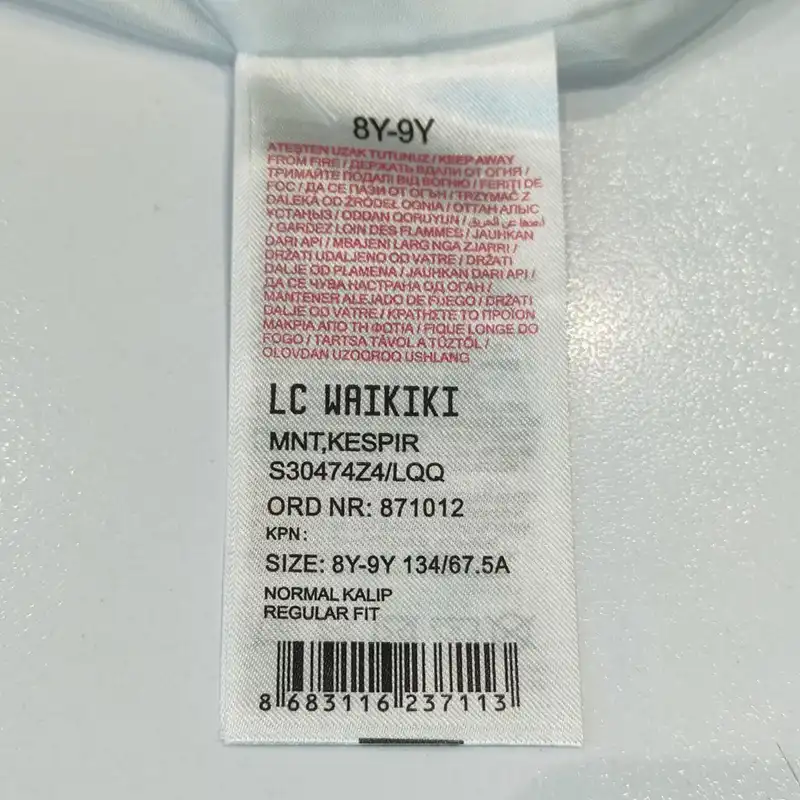 8Y-9Y
ATEŞTEN UZAK TUTUNUZ / KEEP AWAY
FROM FIRE / ДЕРЖАТЬ ВДАЛИ ОТ ОГНЯ /
ТРИМАЙТЕ ПОДАЛІ ВІД ВОГНЮ / FERITI DE
FOC / ДА СЕ ПАЗИ ОТ ОГЪН / TRZYMAĆ Z
DALEKA OD ŹRÓDEŁ OGNIA / ОТТАН АЛЫС
ҰСТАҢЫЗ / ODDAN QORUYUN / أبعدها عن الحريق
/ GARDEZ LOIN DES FLAMMES / JAUHKAN
DARI API / MBAJENI LARG NGA ZJARRI /
DRŽATI UDALJENO OD VATRE / DRŽATI
DALJE OD PLAMENA / JAUHKAN DARI API /
ДА СЕ ЧУВА НАСТРАНА ОД ОГАН /
MANTENER ALEJADO DE FUEGO / DRŽATI
DALJE OD VATRE / ΚΡΑΤΗΣΤΕ ΤΟ ΠΡΟΪΟΝ
ΜΑΚΡΙΑ ΑΠΟ ΤΗ ΦΩΤΙΑ / FIQUE LONGE DO
FOGO / TARTSA TÁVOL A TŰZTŐL /
OLOVDAN UZOQROQ USHLANG
LC WAIKIKI
MNT,KESPIR
S30474Z4/LQQ
ORD NR: 871012
KPN:
SIZE: 8Y-9Y 134/67.5A
NORMAL KALIP
REGULAR FIT
8 683116 237113